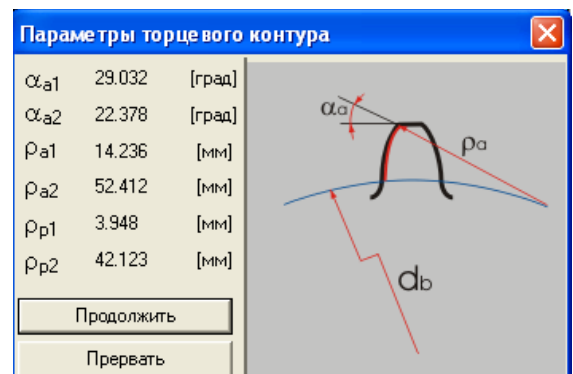 Параметры торцевого контура
αa1 29.032 [град]
αa2 22.378 [град]
ρa1 14.236 [мм]
ρa2 52.412 [мм]
ρp1 3.948 [мм]
ρp2 42.123 [мм]
Продолжить
Прервать
αa
ρa
db